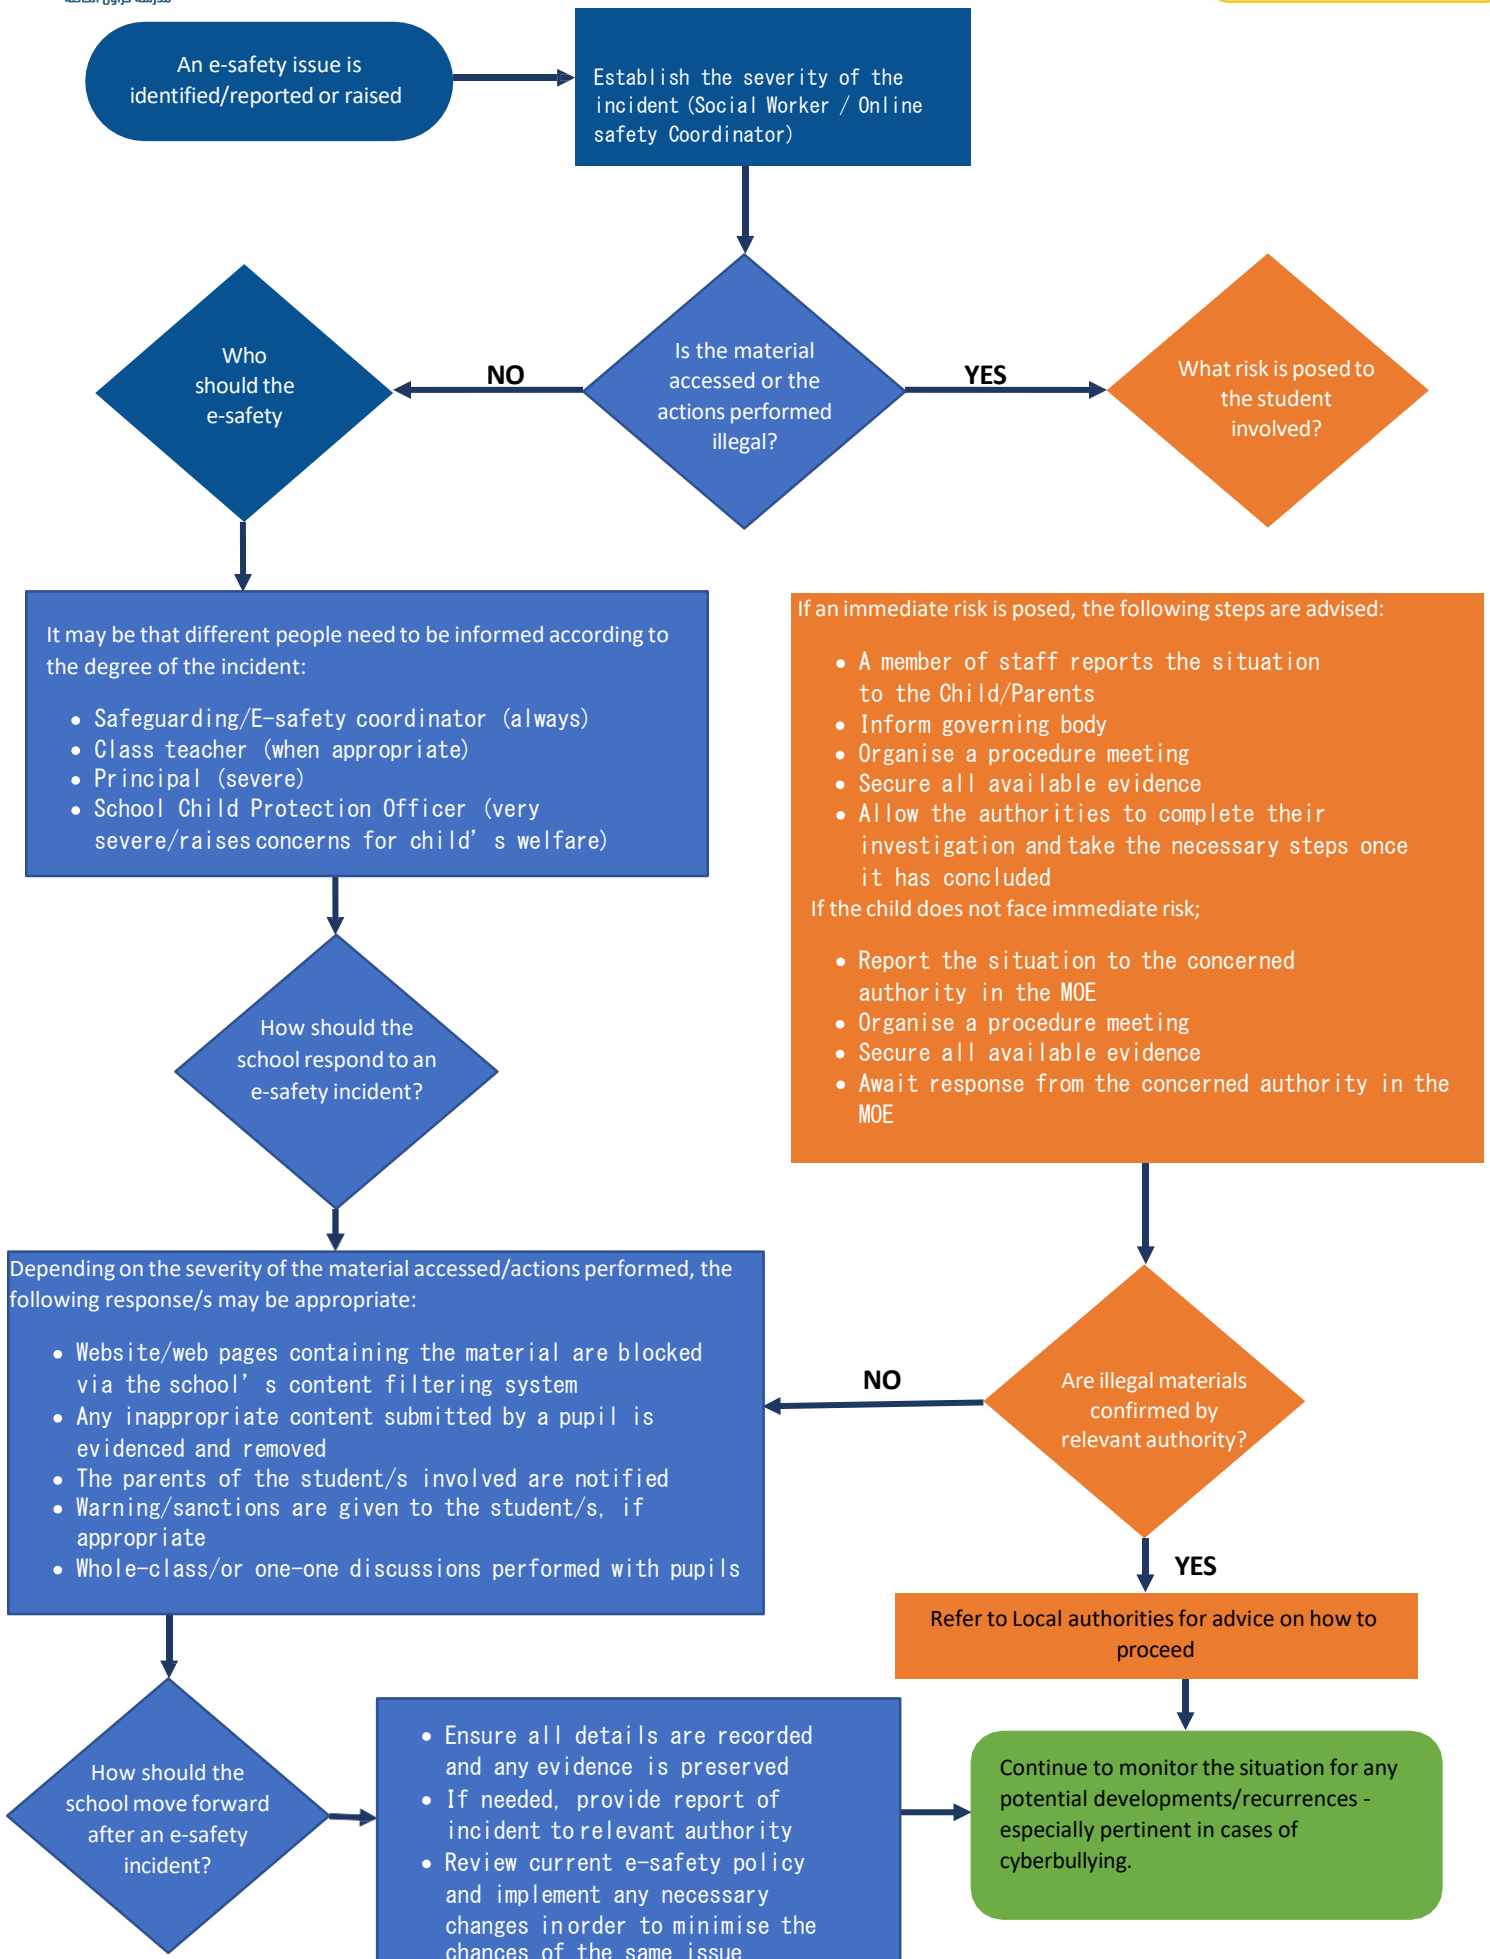 An e-safety issue is
identified/reported or raised
Establish the severity of the
incident (Social Worker / Online
safety Coordinator)
Who
should the
e-safety
NO
Is the material
accessed or the
actions performed
illegal?
YES
What risk is posed to
the student
involved?
It may be that different people need to be informed according to
the degree of the incident:
• Safeguarding/E-safety coordinator (always)
• Class teacher (when appropriate)
• Principal (severe)
• School Child Protection Officer (very
severe/raises concerns for child’s welfare)
If an immediate risk is posed, the following steps are advised:
• A member of staff reports the situation
to the Child/Parents
• Inform governing body
• Organise a procedure meeting
• Secure all available evidence
• Allow the authorities to complete their
investigation and take the necessary steps once
it has concluded
If the child does not face immediate risk;
• Report the situation to the concerned
authority in the MOE
• Organise a procedure meeting
• Secure all available evidence
• Await response from the concerned authority in the
MOE
How should the
school respond to an
e-safety incident?
Depending on the severity of the material accessed/actions performed, the
following response/s may be appropriate:
• Website/web pages containing the material are blocked
via the school’s content filtering system
• Any inappropriate content submitted by a pupil is
evidenced and removed
• The parents of the student/s involved are notified
• Warning/sanctions are given to the student/s, if
appropriate
• Whole-class/or one-one discussions performed with pupils
NO
Are illegal materials
confirmed by
relevant authority?
YES
Refer to Local authorities for advice on how to
proceed
How should the
school move forward
after an e-safety
incident?
• Ensure all details are recorded
and any evidence is preserved
• If needed, provide report of
incident to relevant authority
• Review current e-safety policy
and implement any necessary
changes in order to minimise the
chances of the same issue
Continue to monitor the situation for any
potential developments/recurrences -
especially pertinent in cases of
cyberbullying.